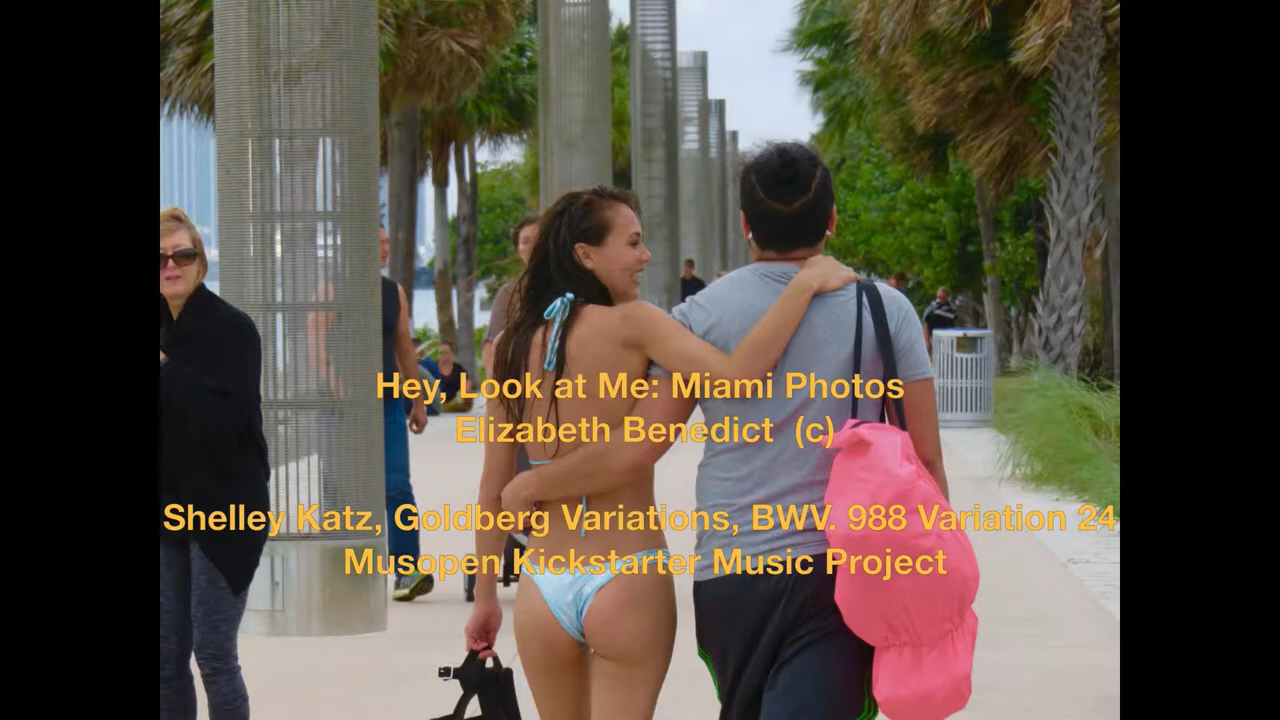 Hey, Look at Me: Miami Photos
Elizabeth Benedict (c)
Shelley Katz, Goldberg Variations, BWV. 988 Variation 24
Musopen Kickstarter Music Project